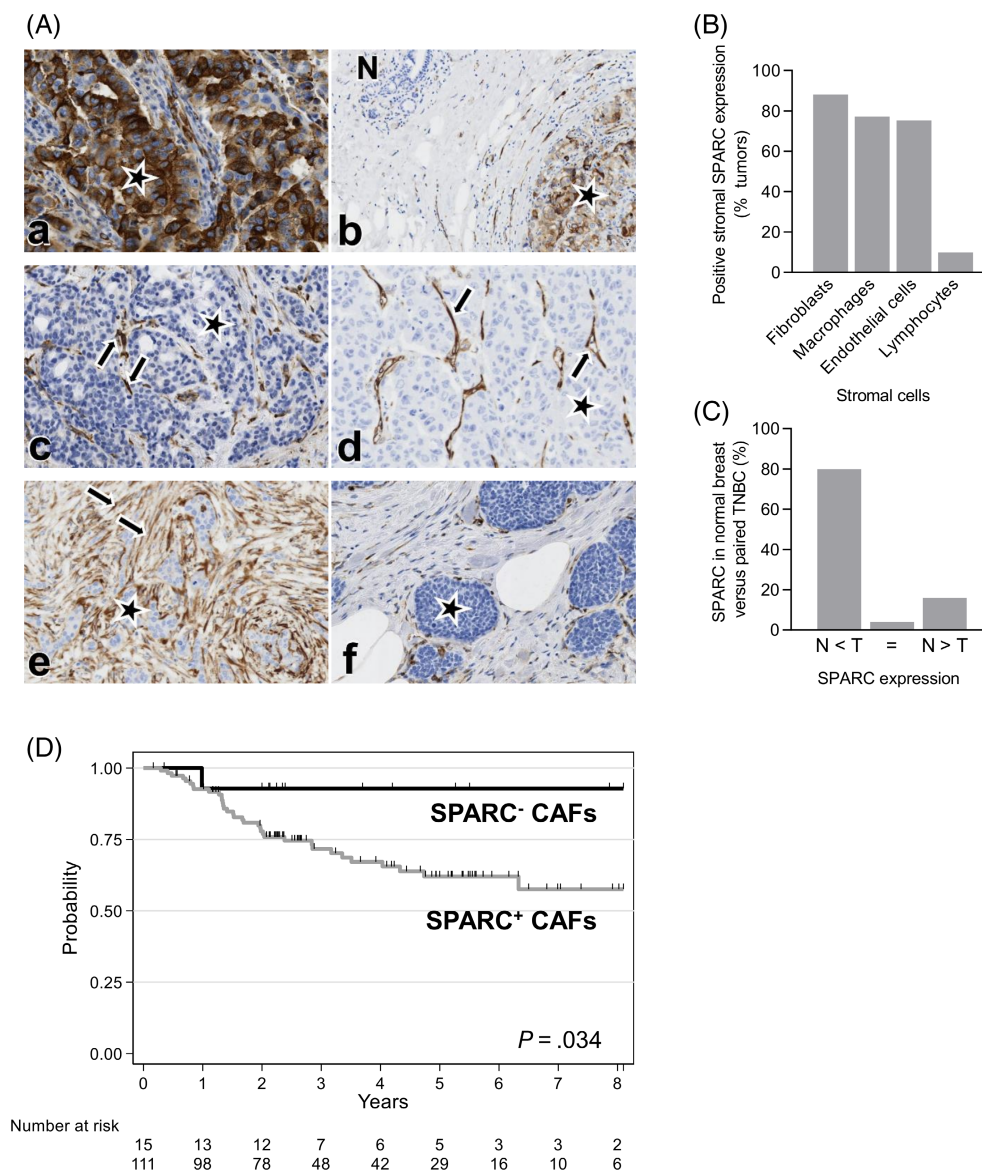 (A)
N
a
b
c
d
e
f
(B)
Positive stromal SPARC expression
(% tumors)
100
80
60
40
20
0
Fibroblasts
Macrophages
Endothelial cells
Lymphocytes
Stromal cells
(C)
SPARC in normal breast
versus paired TNBC (%)
100
80
60
40
20
0
N < T = N > T
SPARC expression
(D)
Probability
1.00
0.75
0.50
0.25
0.00
SPARC- CAFs
SPARC+ CAFs
P = .034
0 1 2 3 4 5 6 7 8
Years
Number at risk
15 13 12 7 6 5 3 3 2
111 98 78 48 42 29 16 10 6